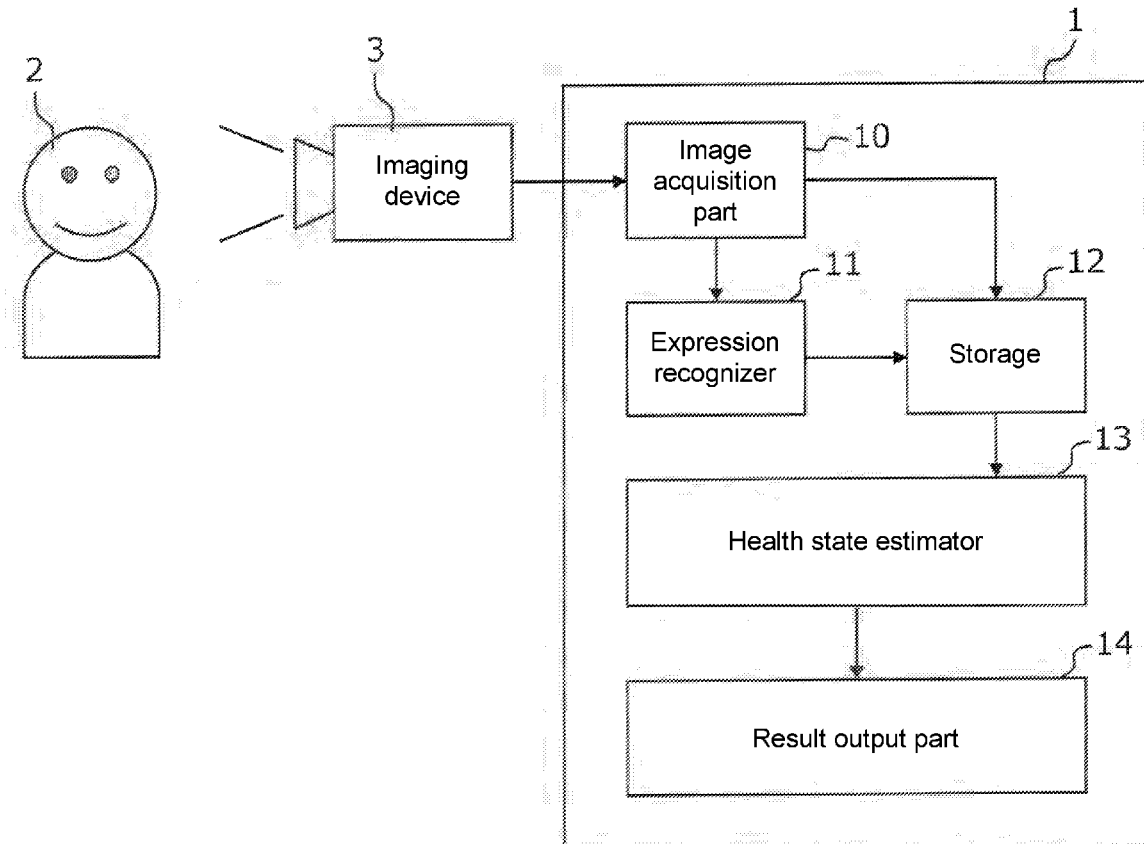 1
2
3
Imaging
device
Image
acquisition
part
10
11
12
Expression
recognizer
Storage
13
Health state estimator
14
Result output part